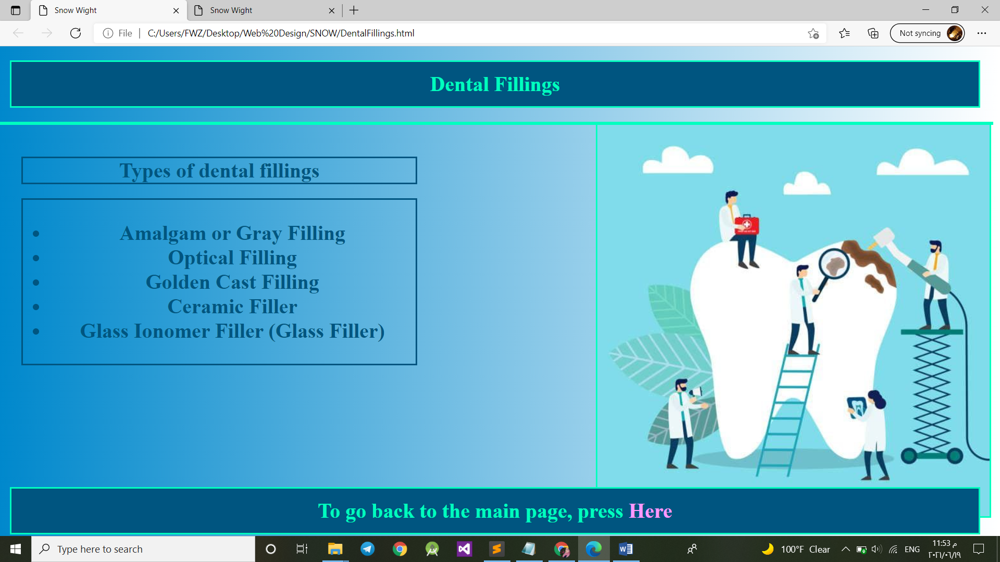 Snow Wight
Snow Wight
File
C:/Users/FWZ/Desktop/Web%20Design/SNOW/DentalFillings.html
Not syncing
Dental Fillings
Types of dental fillings
Amalgam or Gray Filling
Optical Filling
Golden Cast Filling
Ceramic Filler
Glass Ionomer Filler (Glass Filler)
To go back to the main page, press Here
Type here to search
100°F Clear
ENG
11:53 م
٢٠٢١/٠٦/١٩